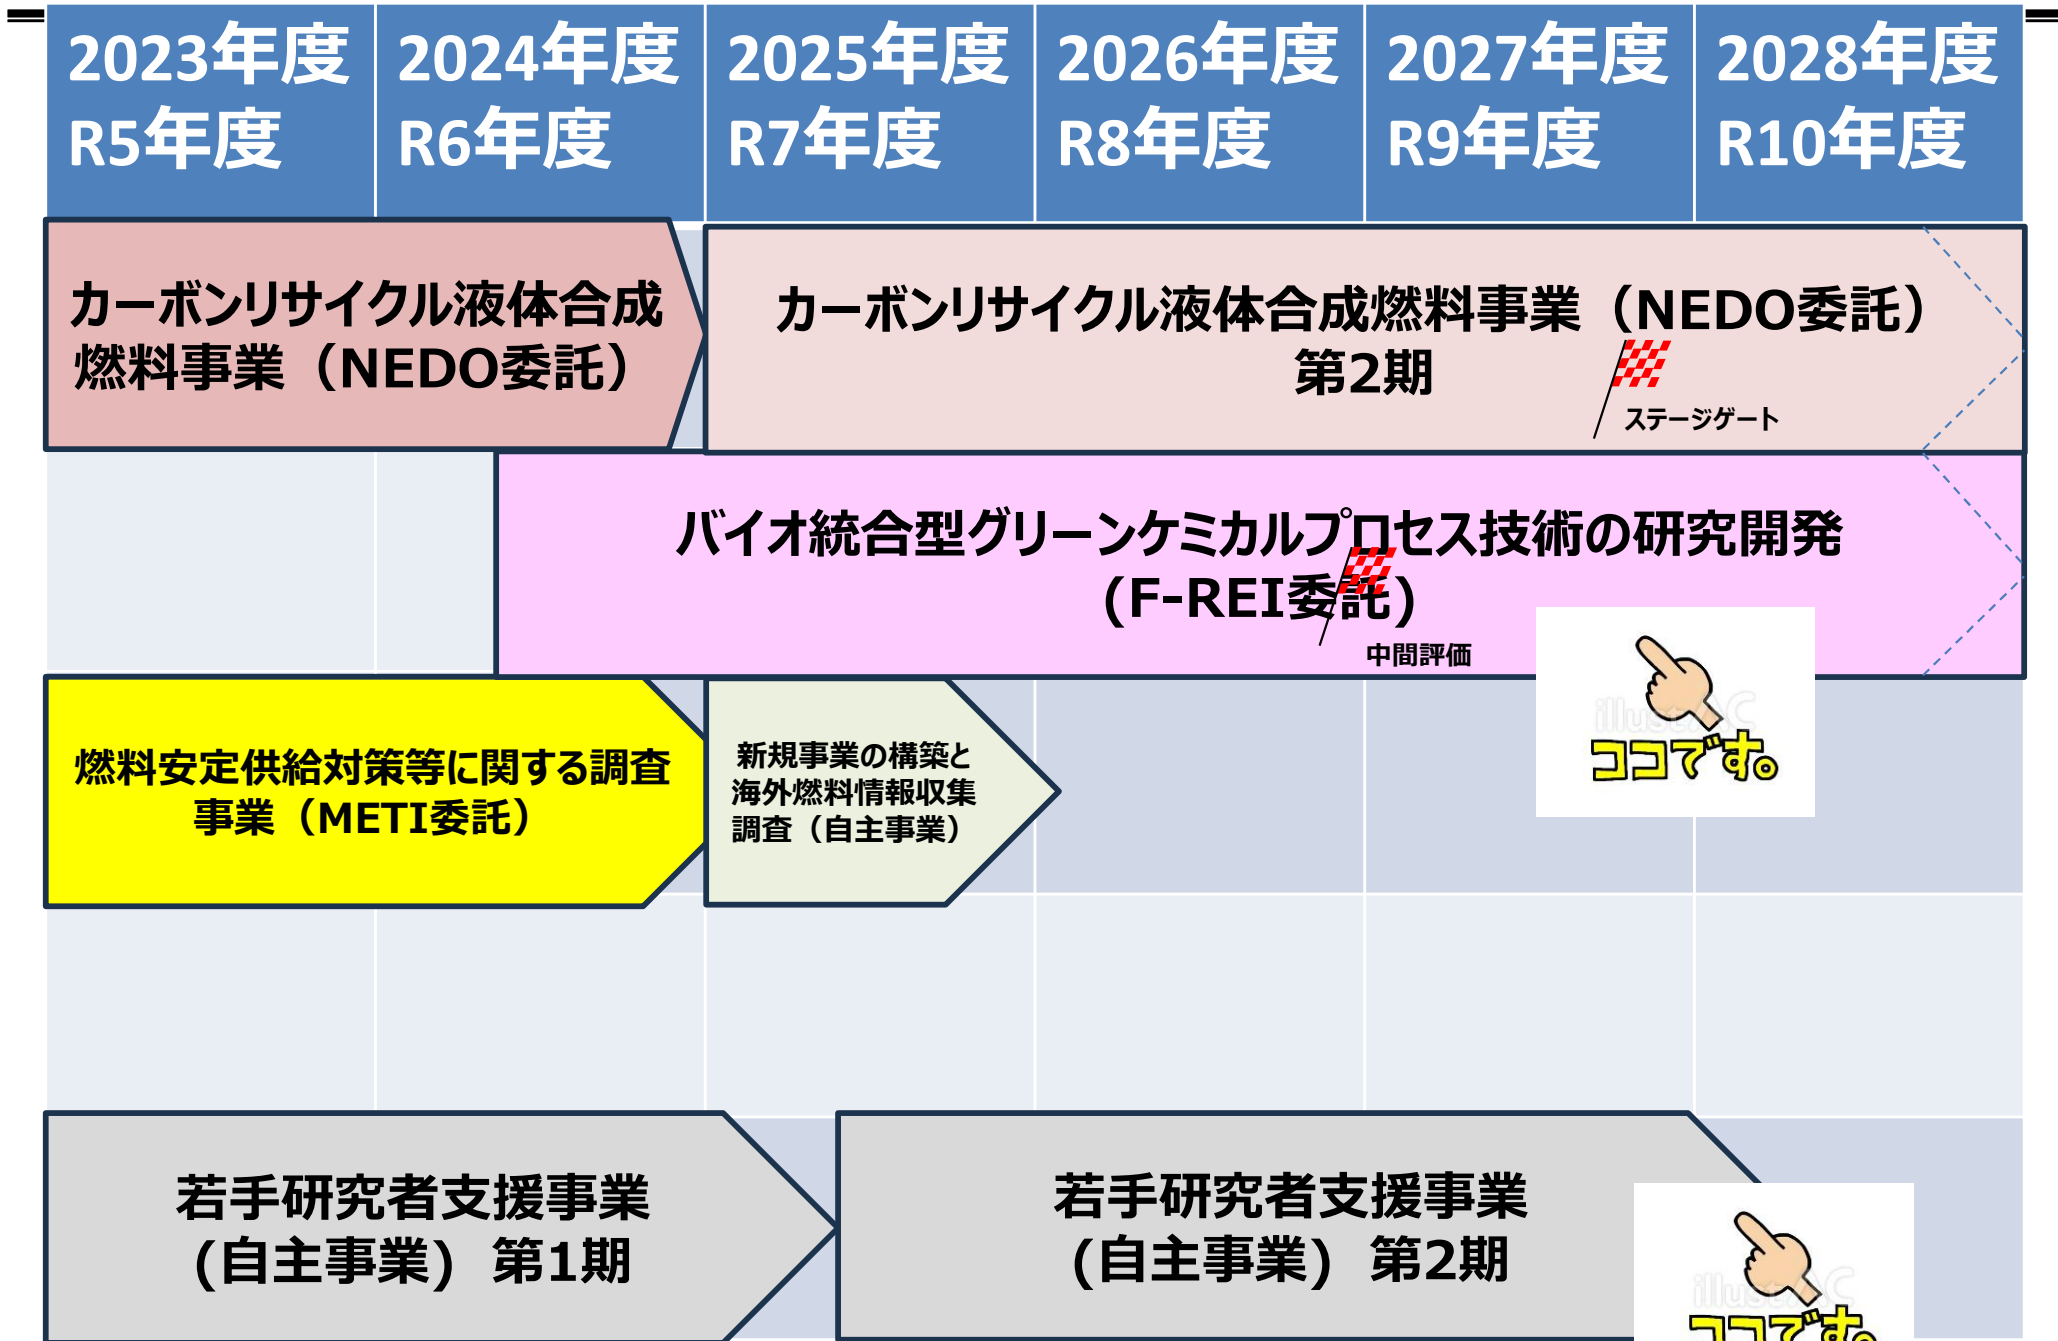 2023年度
R5年度
2024年度
R6年度
2025年度
R7年度
2026年度
R8年度
2027年度
R9年度
2028年度
R10年度
カーボンリサイクル液体合成
燃料事業（NEDO委託）
カーボンリサイクル液体合成燃料事業（NEDO委託）
第2期
ステージゲート
バイオ統合型グリーンケミカルプロセス技術の研究開発
(F-REI委託)
中間評価
illustAC
ココです。
燃料安定供給対策等に関する調査
事業（METI委託）
新規事業の構築と
海外燃料情報収集
調査（自主事業）
若手研究者支援事業
(自主事業) 第1期
若手研究者支援事業
(自主事業) 第2期
illustAC
ココです。